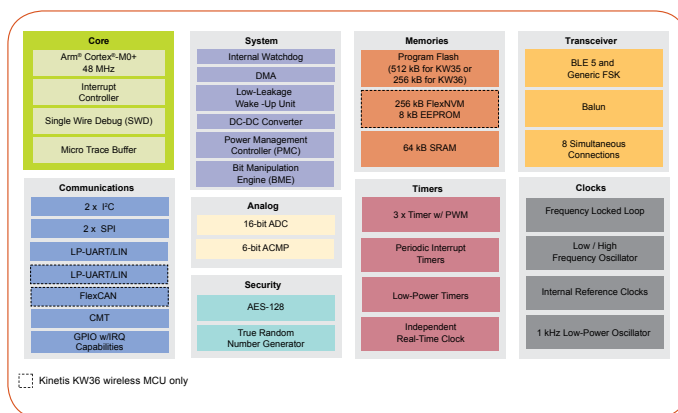 Core
Arm® Cortex®-M0+
48 MHz
Interrupt
Controller
Single Wire Debug (SWD)
Micro Trace Buffer
System
Internal Watchdog
DMA
Low-Leakage
Wake -Up Unit
DC-DC Converter
Power Management
Controller (PMC)
Bit Manipulation
Engine (BME)
Memories
Program Flash
(512 kB for KW35 or
256 kB for KW36)
256 kB FlexNVM
8 kB EEPROM
64 kB SRAM
Transceiver
BLE 5 and
Generic FSK
Balun
8 Simultaneous
Connections
Communications
2 x I²C
2 x SPI
LP-UART/LIN
LP-UART/LIN
FlexCAN
CMT
GPIO w/IRQ
Capabilities
Analog
16-bit ADC
6-bit ACMP
Security
AES-128
True Random
Number Generator
Timers
3 x Timer w/ PWM
Periodic Interrupt
Timers
Low-Power Timers
Independent
Real-Time Clock
Clocks
Frequency Locked Loop
Low / High
Frequency Oscillator
Internal Reference Clocks
1 kHz Low-Power Oscillator
Kinetis KW36 wireless MCU only